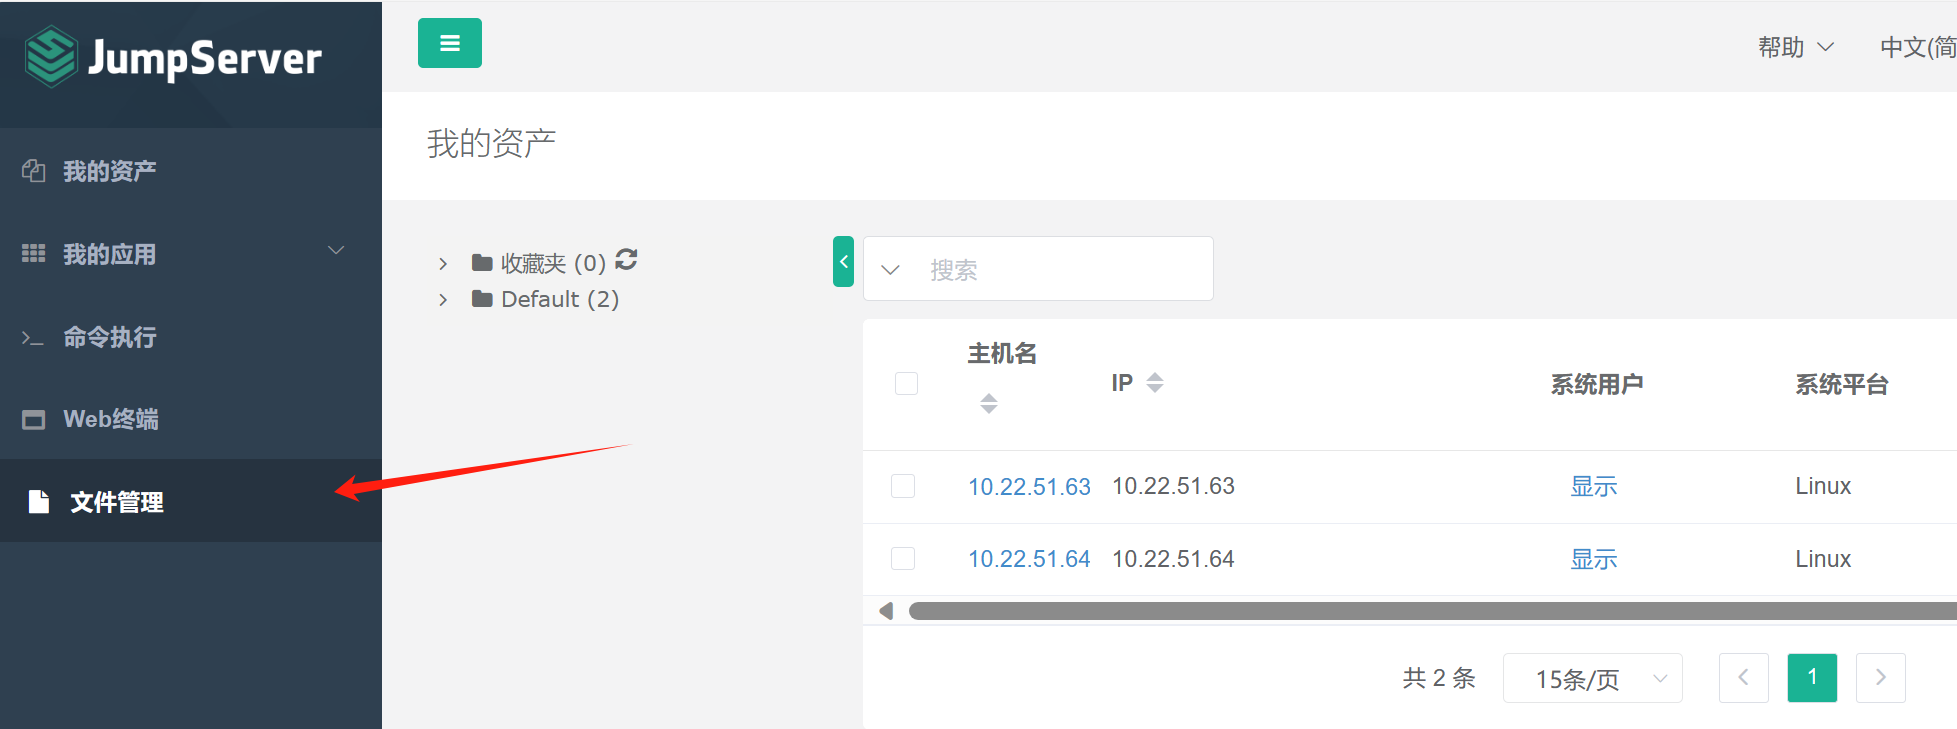 JumpServer
我的资产
我的应用
命令执行
Web终端
文件管理
帮助
中文(简
我的资产
收藏夹 (0)
Default (2)
搜索
主机名
IP
系统用户
系统平台
10.22.51.63 10.22.51.63 显示 Linux
10.22.51.64 10.22.51.64 显示 Linux
共 2 条
15条/页
1